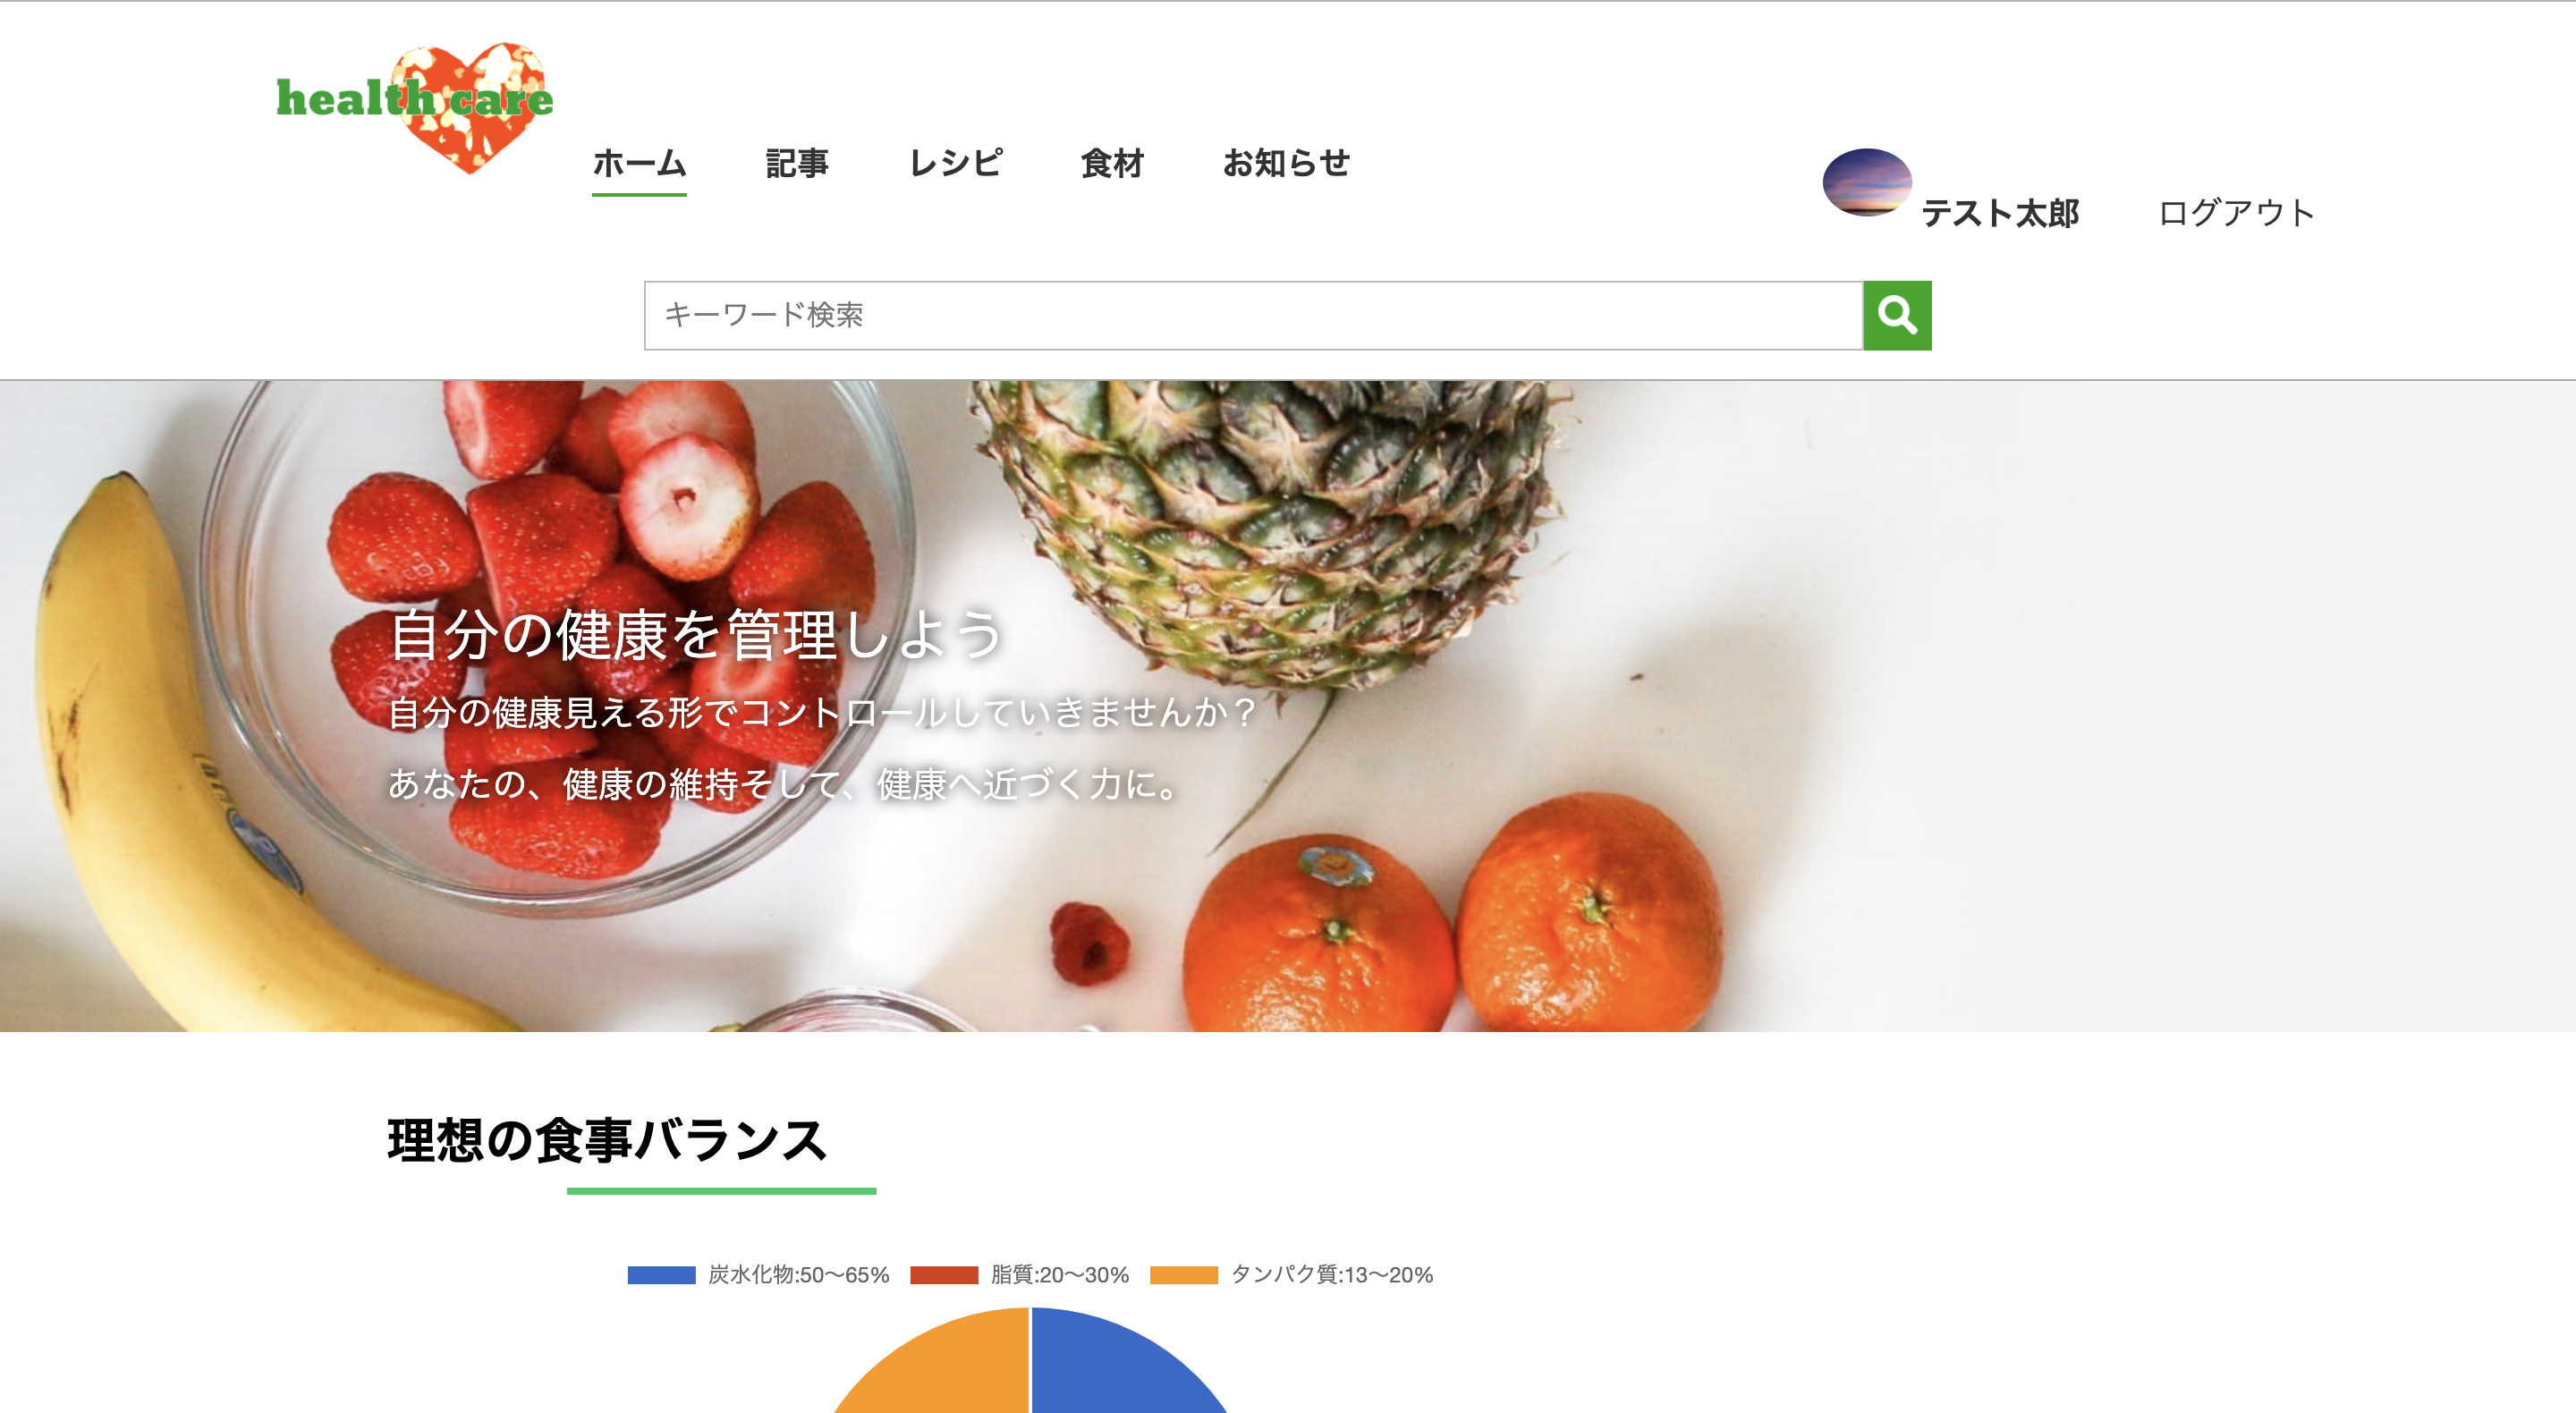 health care
ホーム 記事 レシピ 食材 お知らせ
テスト太郎 ログアウト
キーワード検索
自分の健康を管理しよう
自分の健康見える形でコントロールしていきませんか？
あなたの、健康の維持そして、健康へ近づく力に。
理想の食事バランス
炭水化物:50〜65% 脂質:20〜30% タンパク質:13〜20%